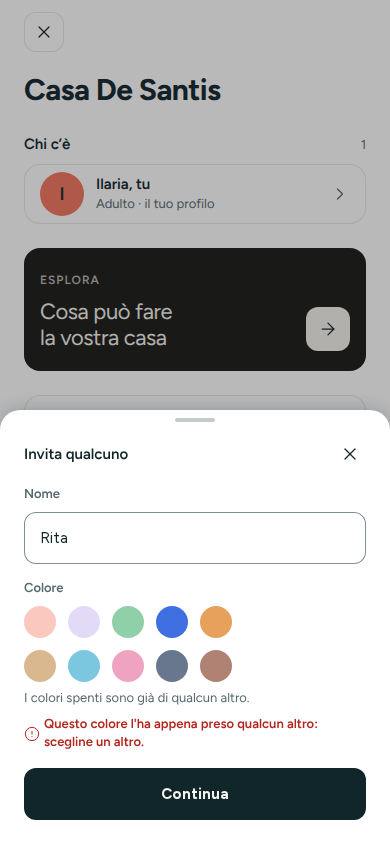 Casa De Santis
Chi c'è
1
I
Ilaria, tu
Adulto · il tuo profilo
ESPLORA
Cosa può fare
la vostra casa
Invita qualcuno
Nome
Rita
Colore
I colori spenti sono già di qualcun altro.
Questo colore l'ha appena preso qualcun altro:
scegline un altro.
Continua